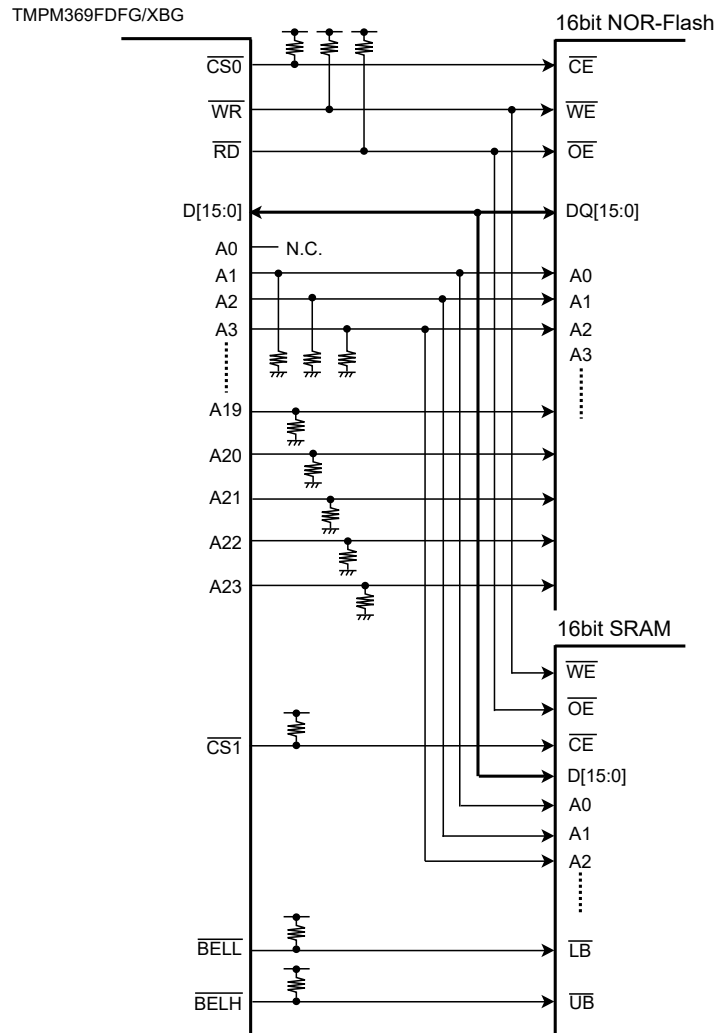 TMPM369FDFG/XBG
16bit NOR-Flash
CS0
CE
WR
WE
RD
OE
D[15:0]
DQ[15:0]
A0
N.C.
A1
A0
A2
A1
A3
A2
A3
A19
A20
A21
A22
A23
16bit SRAM
WE
OE
CS1
CE
D[15:0]
A0
A1
A2
BELL
LB
BELH
UB